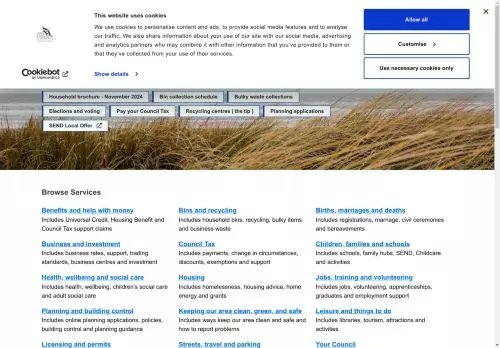 This website uses cookies
We use cookies to personalise content and ads, to provide social media features and to analyse
our traffic. We also share information about your use of our site with our social media, advertising
and analytics partners who may combine it with other information that you've provided to them or
that they've collected from your use of their services.
Allow all
Customise
Use necessary cookies only
Cookiebot
by Usercentrics
Show details
Household brochure - November 2024
Bin collection schedule
Bulky waste collections
Elections and voting
Pay your Council Tax
Recycling centres ( the tip )
Planning applications
SEND Local Offer
Browse Services
Benefits and help with money
Includes Universal Credit, Housing Benefit and
Council Tax support claims
Bins and recycling
Includes household bins, recycling, bulky items
and business waste
Births, marriages and deaths
Includes registrations, marriage, civil ceremonies
and bereavements
Business and investment
Includes business rates, support, trading
standards, business centres and investment
Council Tax
Includes payments, change in circumstances,
discounts, exemptions and support
Children, families and schools
Includes schools, family hubs, SEND, Childcare
and activities
Health, wellbeing and social care
Includes health, wellbeing, children's social care
and adult social care
Housing
Includes homelessness, housing advice, home
energy and grants
Jobs, training and volunteering
Includes jobs, volunteering, apprenticeships,
graduates and employment support
Planning and building control
Includes online planning applications, policies,
building control and planning guidance
Keeping our area clean, green, and safe
Includes ways keep our area clean and safe and
how to report problems
Leisure and things to do
Includes libraries, tourism, attractions and
activities
Licensing and permits
Streets, travel and parking
Your Council